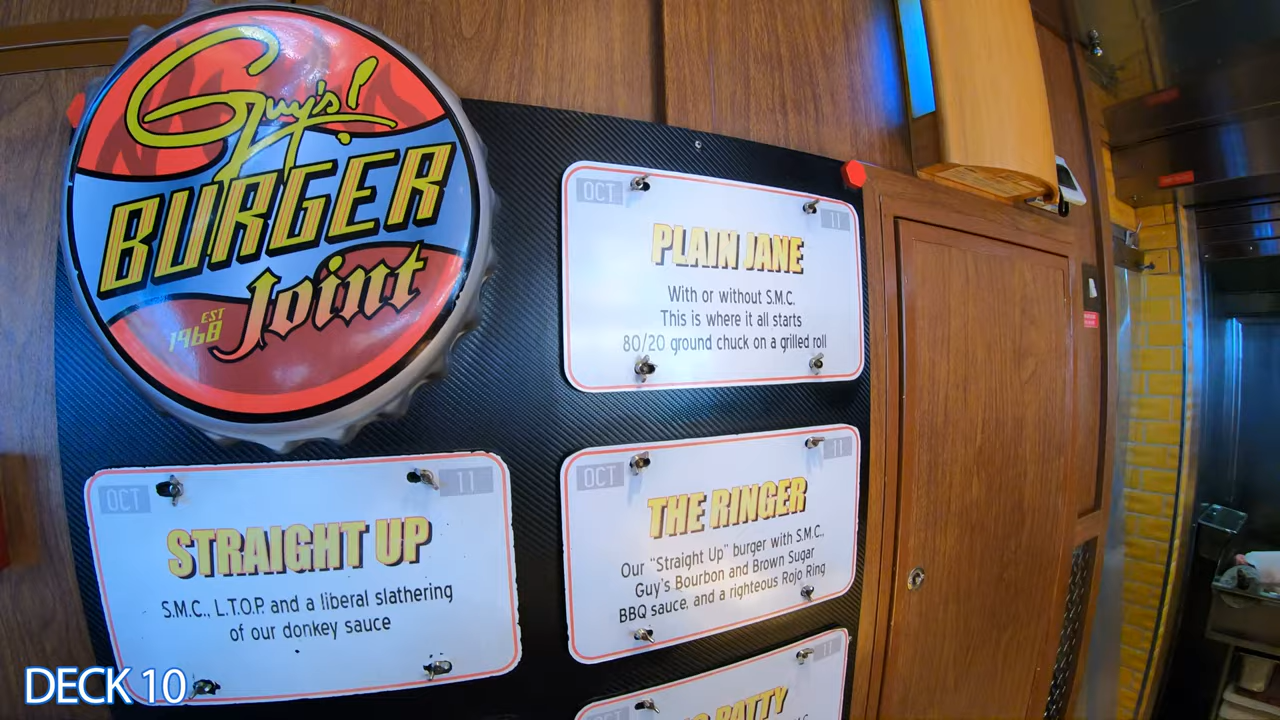 Guy's!
BURGER
Joint
EST
1968
OCT 11
PLAIN JANE
With or without S.M.C.
This is where it all starts
80/20 ground chuck on a grilled roll
OCT 11
STRAIGHT UP
S.M.C., L.T.O.P. and a liberal slathering
of our donkey sauce
OCT 11
THE RINGER
Our "Straight Up" burger with S.M.C.,
Guy's Bourbon and Brown Sugar
BBQ sauce, and a righteous Rojo Ring
OCT 11
PATTY
DECK 10